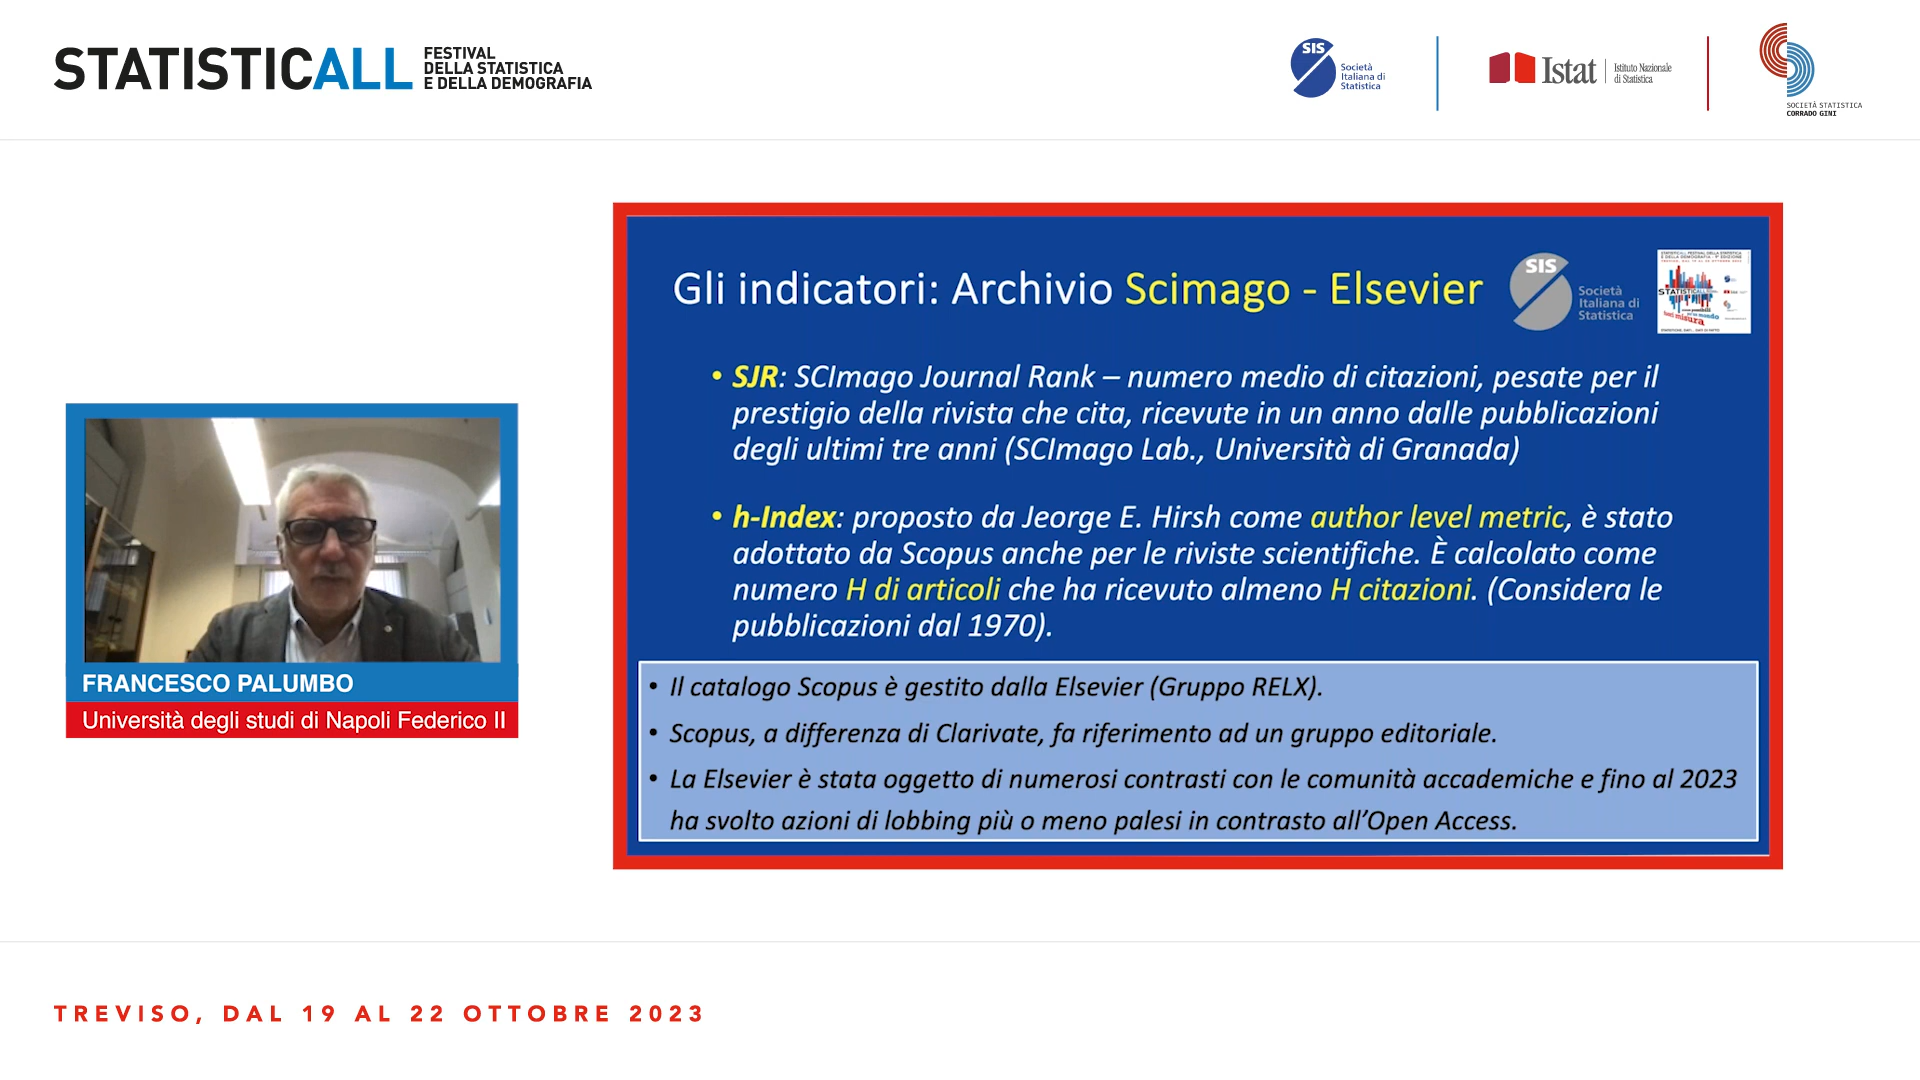 STATISTICALL
FESTIVAL
DELLA STATISTICA
E DELLA DEMOGRAFIA
SIS
Società
Italiana di
Statistica
Istat
Istituto Nazionale
di Statistica
SOCIETÀ STATISTICA
CORRADO GINI
Gli indicatori: Archivio Scimago - Elsevier
SIS
Società
Italiana di
Statistica
• SJR: SCImago Journal Rank – numero medio di citazioni, pesate per il
prestigio della rivista che cita, ricevute in un anno dalle pubblicazioni
degli ultimi tre anni (SCImago Lab., Università di Granada)
• h-Index: proposto da Jeorge E. Hirsh come author level metric, è stato
adottato da Scopus anche per le riviste scientifiche. È calcolato come
numero H di articoli che ha ricevuto almeno H citazioni. (Considera le
pubblicazioni dal 1970).
• Il catalogo Scopus è gestito dalla Elsevier (Gruppo RELX).
• Scopus, a differenza di Clarivate, fa riferimento ad un gruppo editoriale.
• La Elsevier è stata oggetto di numerosi contrasti con le comunità accademiche e fino al 2023
ha svolto azioni di lobbing più o meno palesi in contrasto all’Open Access.
FRANCESCO PALUMBO
Università degli studi di Napoli Federico II
TREVISO, DAL 19 AL 22 OTTOBRE 2023